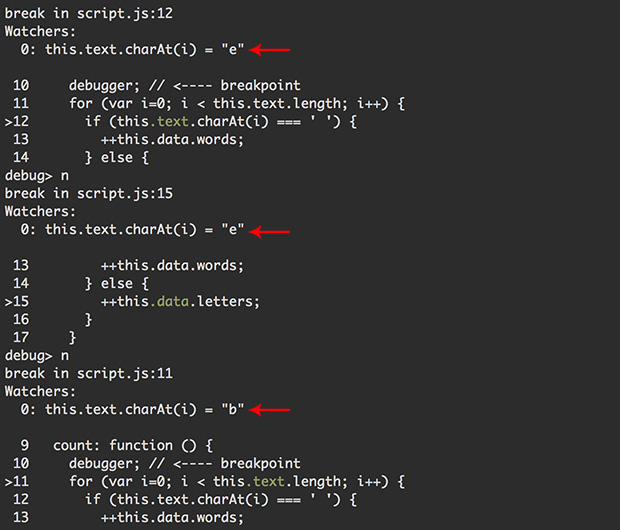 break in script.js:12
Watchers:
  0: this.text.charAt(i) = "e"

 10     debugger; // <---- breakpoint
 11     for (var i=0; i < this.text.length; i++) {
>12       if (this.text.charAt(i) === ' ') {
 13         ++this.data.words;
 14       } else {
debug> n
break in script.js:15
Watchers:
  0: this.text.charAt(i) = "e"

 13         ++this.data.words;
 14       } else {
>15         ++this.data.letters;
 16       }
 17     }
debug> n
break in script.js:11
Watchers:
  0: this.text.charAt(i) = "b"

  9   count: function () {
 10     debugger; // <---- breakpoint
>11     for (var i=0; i < this.text.length; i++) {
 12       if (this.text.charAt(i) === ' ') {
 13         ++this.data.words;